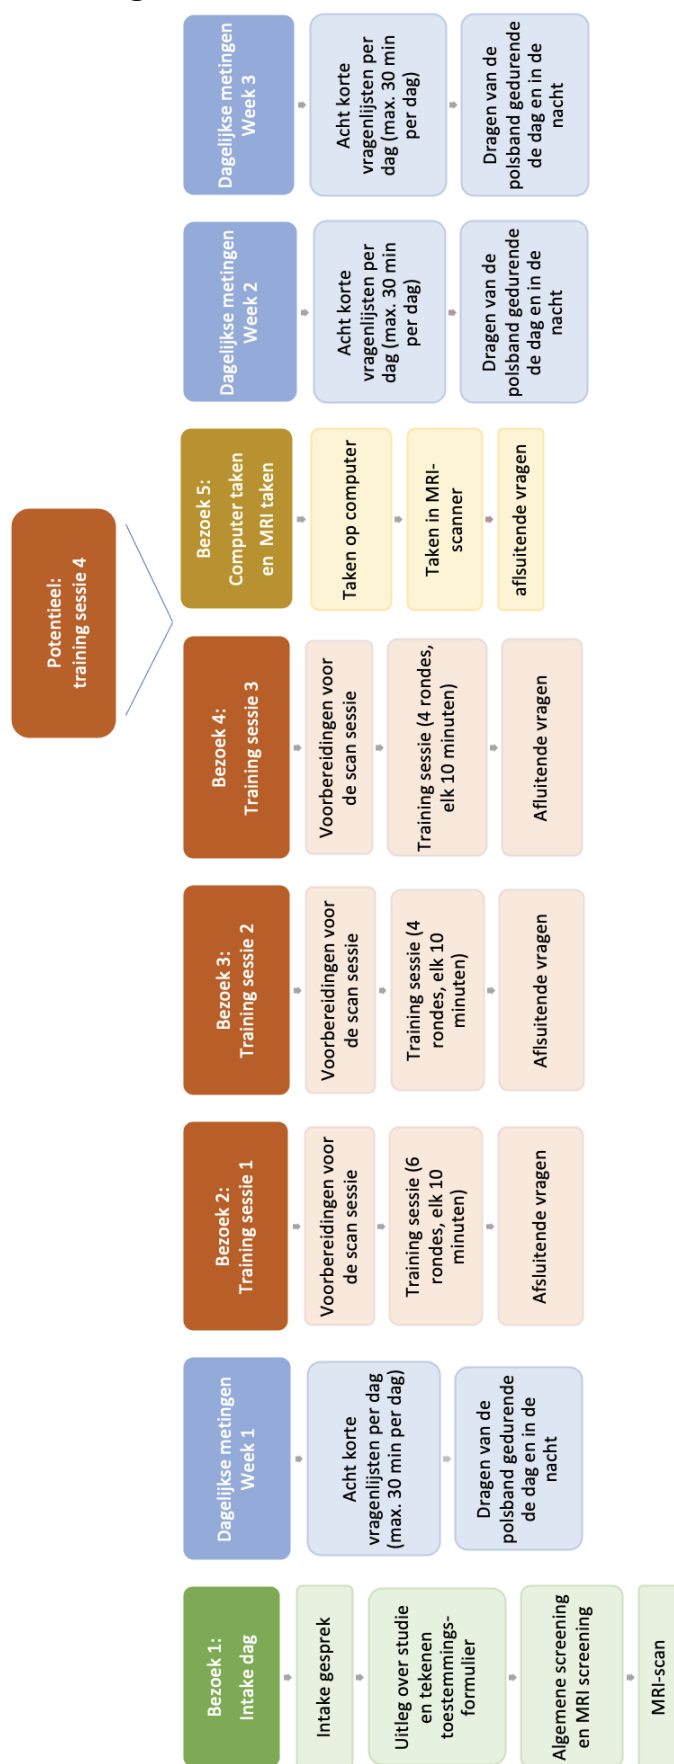 Potentieel:
training sessie 4
Bezoek 1:
Intake dag
Intake gesprek
Uitleg over studie
en tekenen
toestemmings-
formulier
Algemene screening
en MRI screening
MRI-scan
Dagelijkse metingen
Week 1
Acht korte
vragenlijsten per dag
(max. 30 min per dag)
Dragen van de
polsband gedurende
de dag en in de
nacht
Bezoek 2:
Training sessie 1
Voorbereidingen voor
de scan sessie
Training sessie (6
rondes, elk 10
minuten)
Afsluitende vragen
Bezoek 3:
Training sessie 2
Voorbereidingen voor
de scan sessie
Training sessie (4
rondes, elk 10
minuten)
Aflsuitende vragen
Bezoek 4:
Training sessie 3
Voorbereidingen voor
de scan sessie
Training sessie (4 rondes,
elk 10 minuten)
Afluitende vragen
Bezoek 5:
Computer taken
en MRI taken
Taken op computer
Taken in MRI-
scanner
aflsuitende vragen
Dagelijkse metingen
Week 2
Acht korte
vragenlijsten per
dag (max. 30 min
per dag)
Dragen van de
polsband gedurende
de dag en in de
nacht
Dagelijkse metingen
Week 3
Acht korte
vragenlijsten per
dag (max. 30 min
per dag)
Dragen van de
polsband gedurende
de dag en in de
nacht